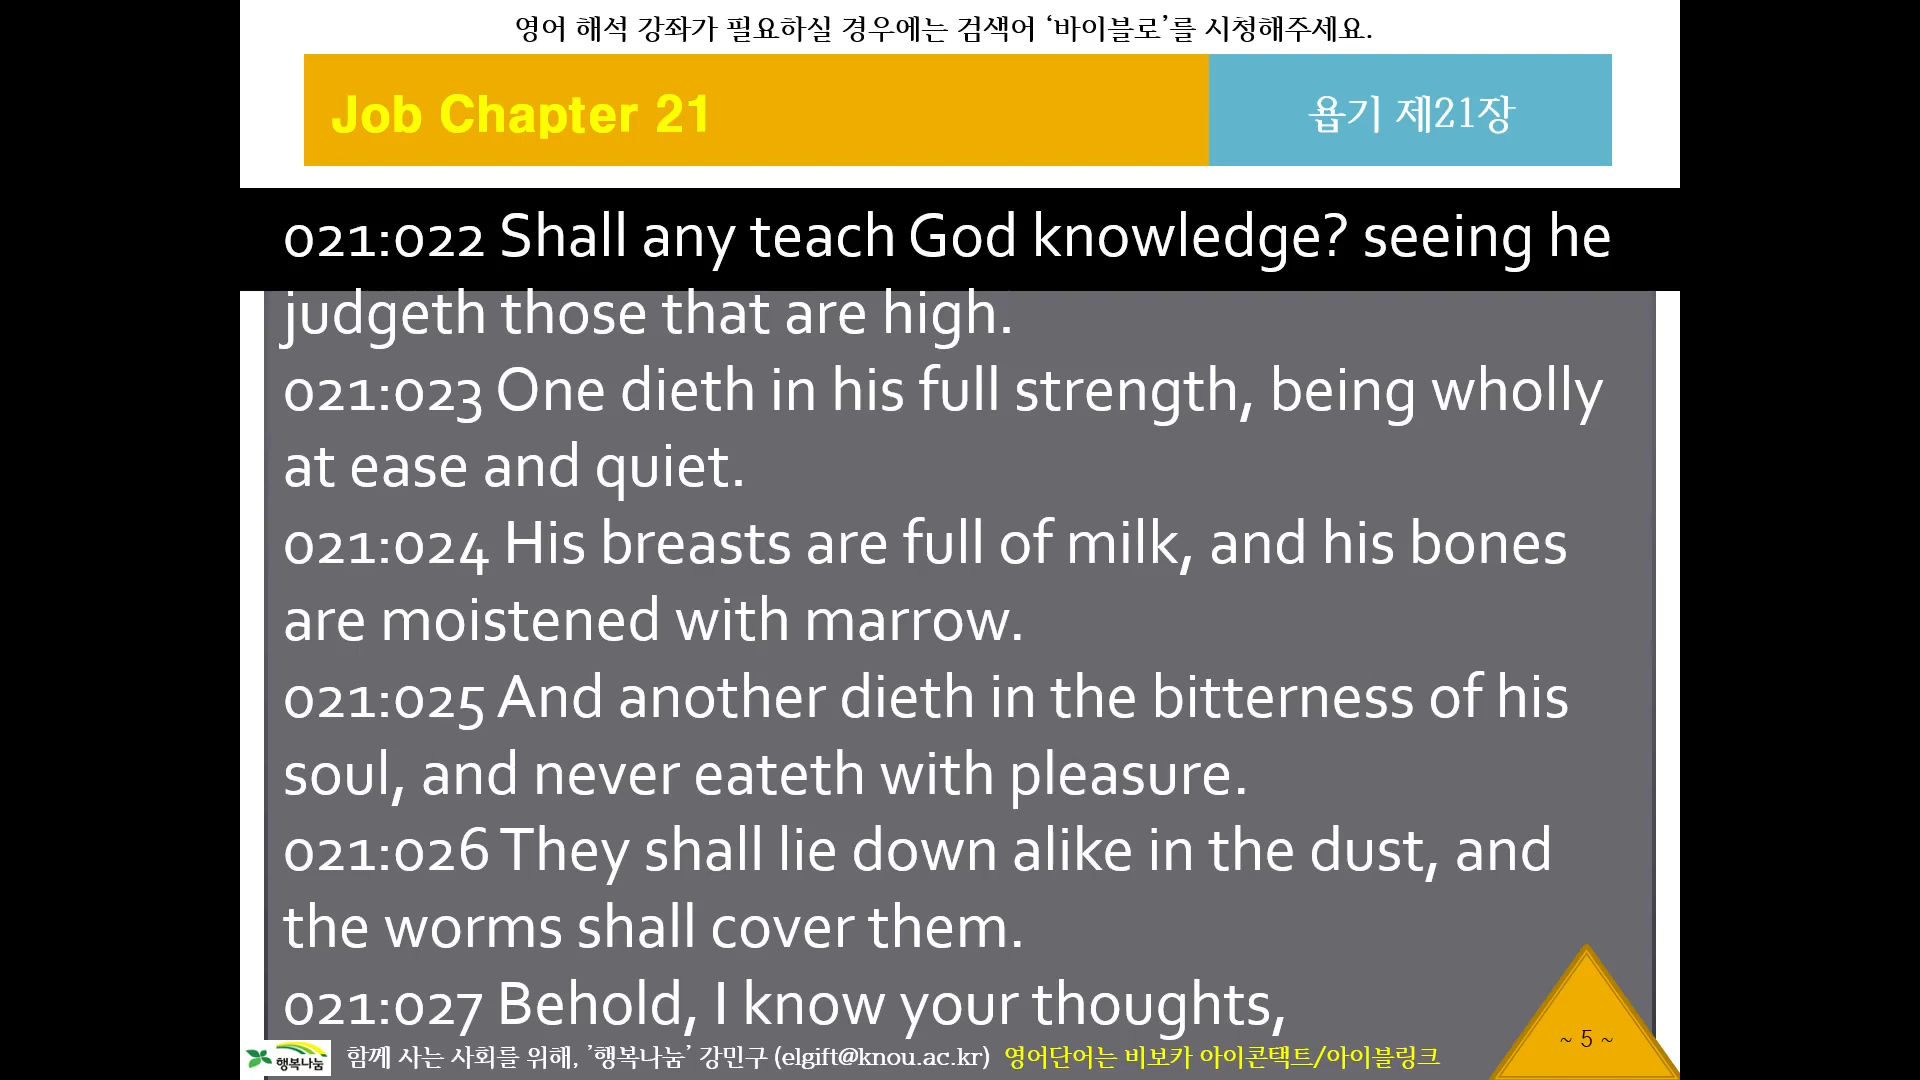 영어 해석 강좌가 필요하실 경우에는 검색어 ‘바이블로’를 시청해주세요.
Job Chapter 21
욥기 제21장
021:022 Shall any teach God knowledge? seeing he
judgeth those that are high.
021:023 One dieth in his full strength, being wholly
at ease and quiet.
021:024 His breasts are full of milk, and his bones
are moistened with marrow.
021:025 And another dieth in the bitterness of his
soul, and never eateth with pleasure.
021:026 They shall lie down alike in the dust, and
the worms shall cover them.
021:027 Behold, I know your thoughts,
~ 5 ~
행복나눔
함께 사는 사회를 위해, ’행복나눔’ 강민구 (elgift@knou.ac.kr) 영어단어는 비보카 아이콘택트/아이블링크